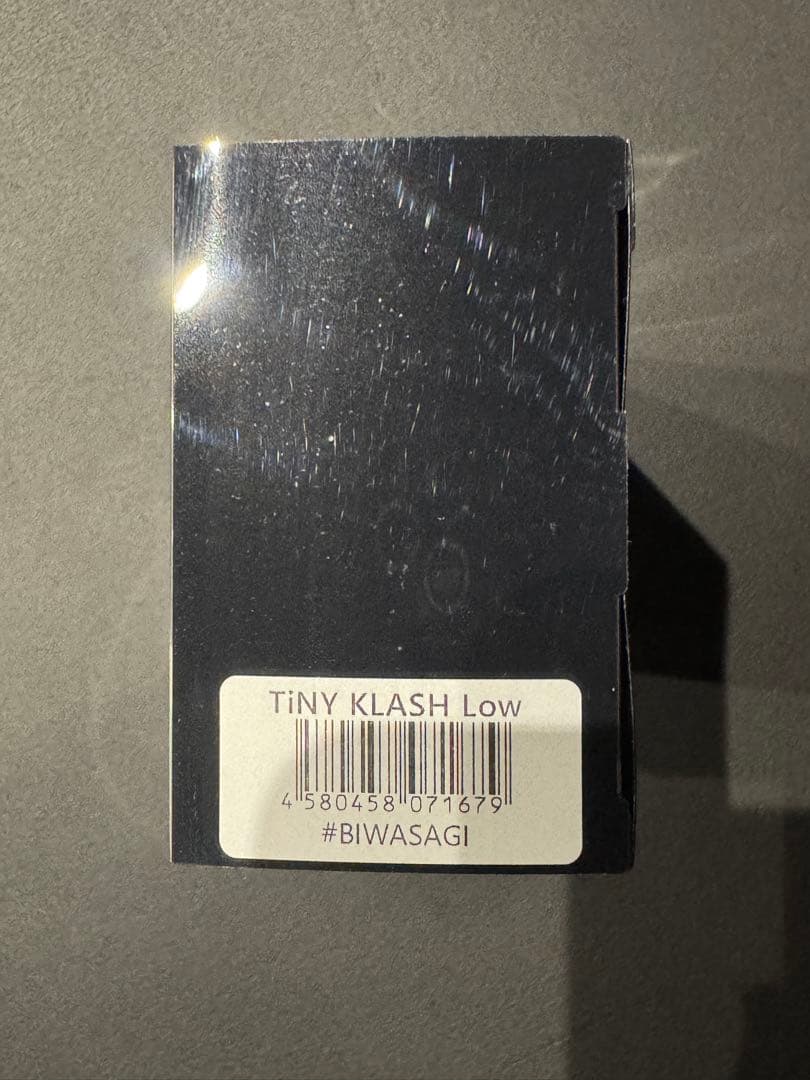 TiNY KLASH Low
4 580458 071679
#BIWASAGI